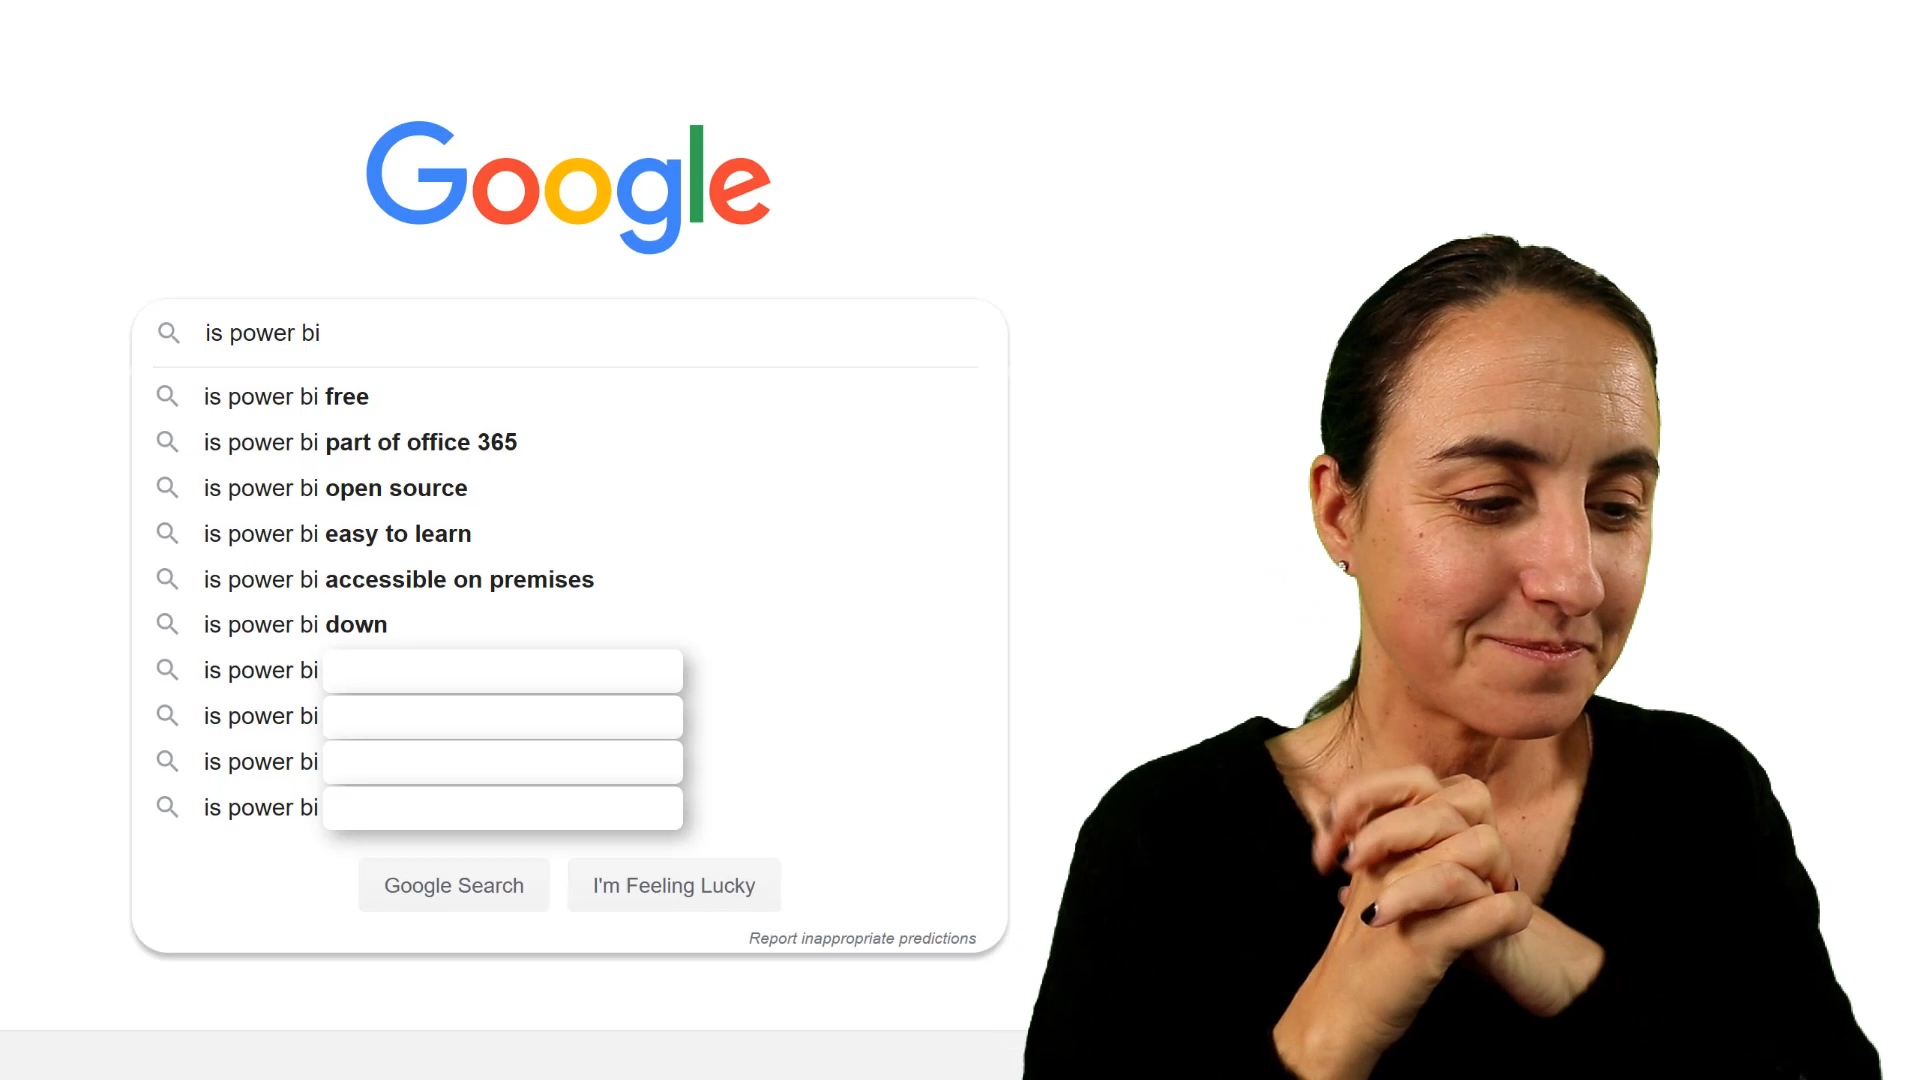 Google
is power bi
is power bi free
is power bi part of office 365
is power bi open source
is power bi easy to learn
is power bi accessible on premises
is power bi down
is power bi
is power bi
is power bi
is power bi
Google Search I'm Feeling Lucky
Report inappropriate predictions